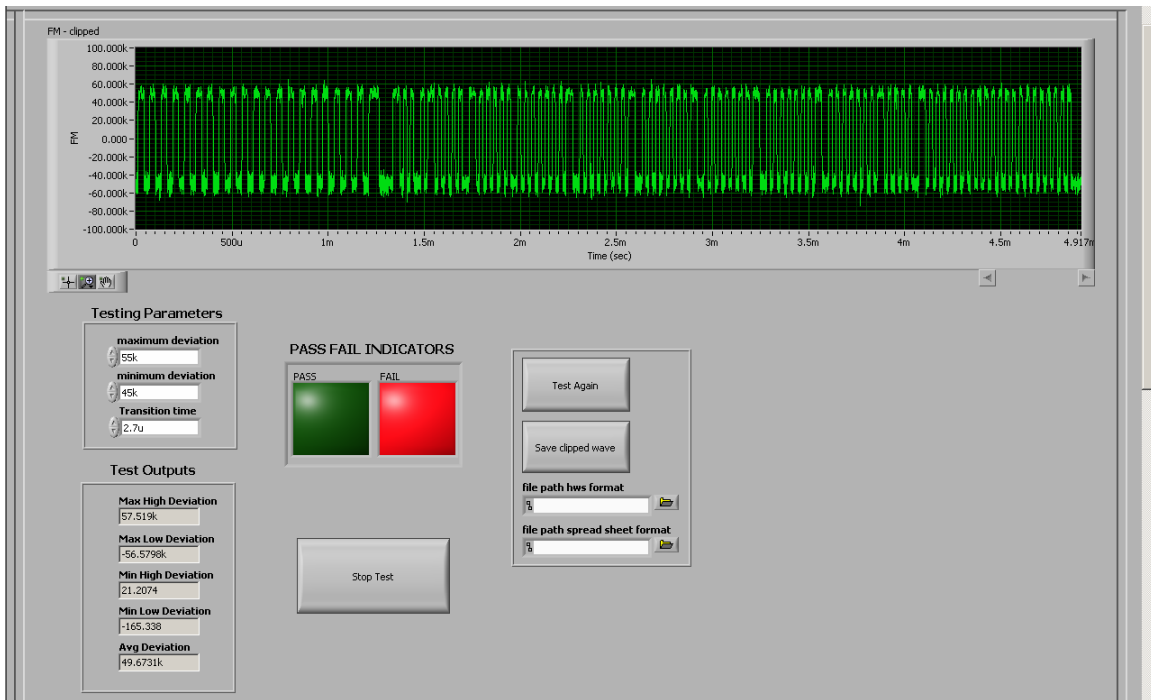 FM - clipped
100.000k
80.000k
60.000k
40.000k
20.000k
0.000
-20.000k
-40.000k
-60.000k
-80.000k
-100.000k
FM
0 500u 1m 1.5m 2m 2.5m 3m 3.5m 4m 4.5m 4.917m
Time (sec)
Testing Parameters
maximum deviation
55k
minimum deviation
45k
Transition time
2.7u
Test Outputs
Max High Deviation
57.519k
Max Low Deviation
-56.5798k
Min High Deviation
21.2074
Min Low Deviation
-165.338
Avg Deviation
49.6731k
PASS FAIL INDICATORS
PASS FAIL
Stop Test
Test Again
Save clipped wave
file path hws format
file path spread sheet format